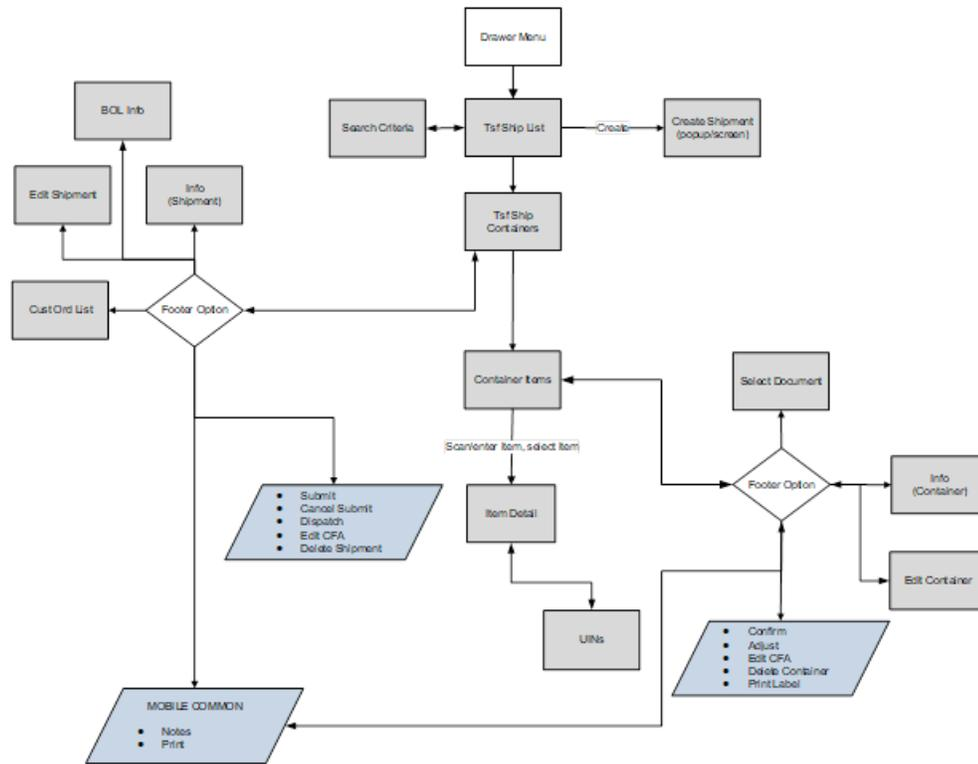 Drawer Menu
BOL Info
Search Criteria
Tsf Ship List
Create
Create Shipment
(popup/screen)
Edit Shipment
Info
(Shipment)
Tsf Ship
Containers
Cust Ord List
Footer Option
Container Items
Select Document
Scan/enter Item, select Item
Footer Option
Info
(Container)
• Submit
• Cancel Submit
• Dispatch
• Edit CFA
• Delete Shipment
Item Detail
Edit Container
UINs
• Confirm
• Adjust
• Edit CFA
• Delete Container
• Print Label
MOBILE COMMON
• Notes
• Print